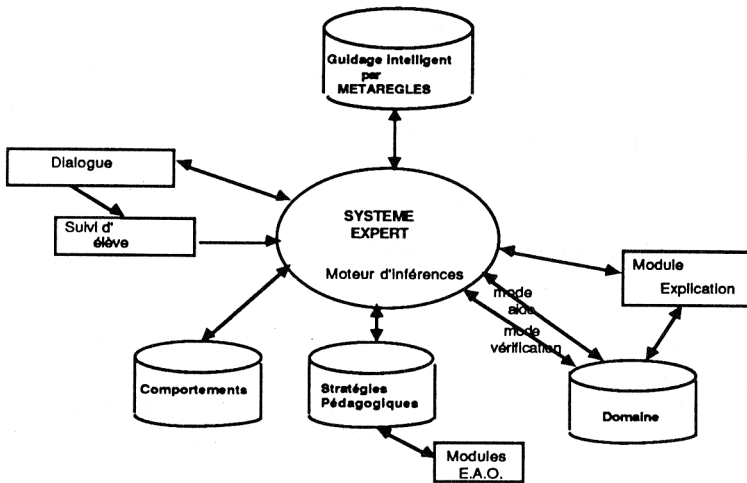 Guidage intelligent
par
METAREGLES
Dialogue
Suivi d'
élève
SYSTEME
EXPERT
Moteur d'inférences
Module
Explication
mode
aide
mode
vérification
Comportements
Stratégies
Pédagogiques
Domaine
Modules
E.A.O.